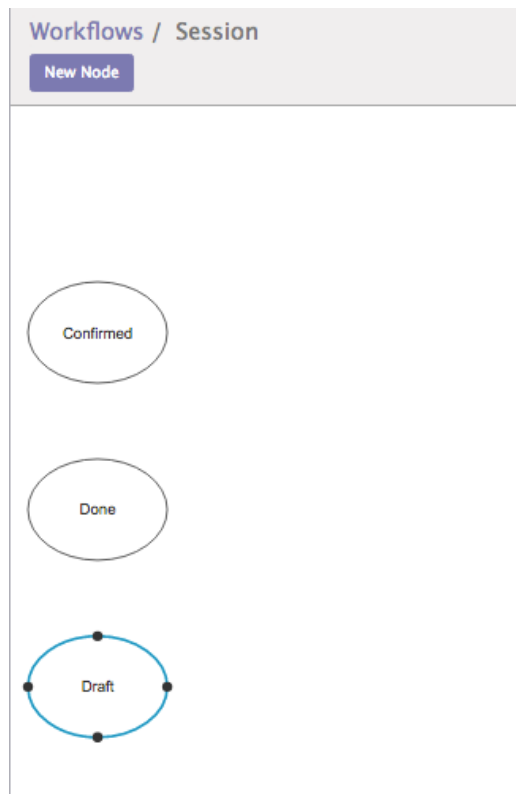 Workflows / Session
New Node
Confirmed
Done
Draft